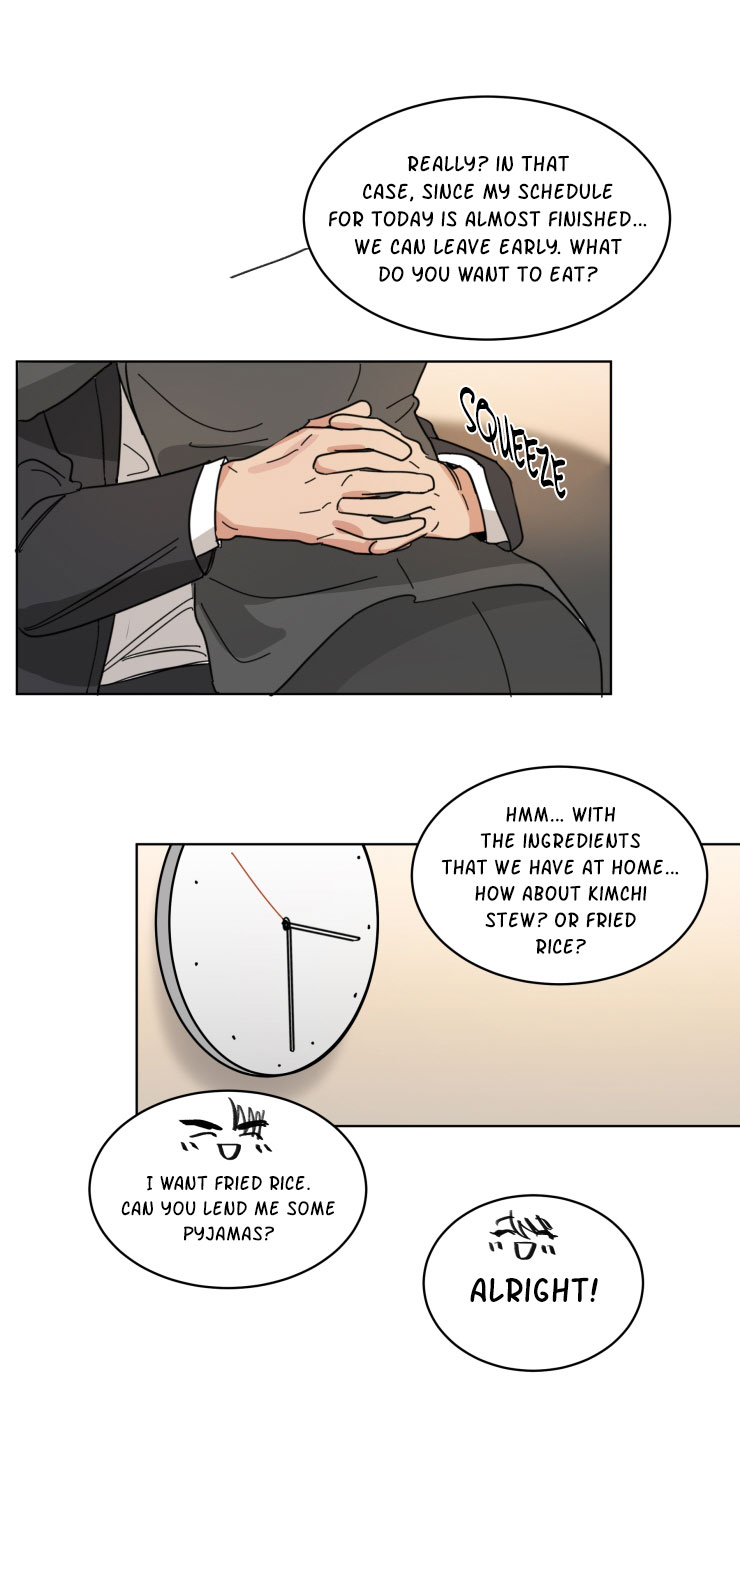 REALLY? IN THAT
CASE, SINCE MY SCHEDULE
FOR TODAY IS ALMOST FINISHED...
WE CAN LEAVE EARLY. WHAT
DO YOU WANT TO EAT?
SQUEEZE
HMM... WITH
THE INGREDIENTS
THAT WE HAVE AT HOME...
HOW ABOUT KIMCHI
STEW? OR FRIED
RICE?
I WANT FRIED RICE.
CAN YOU LEND ME SOME
PYJAMAS?
ALRIGHT!